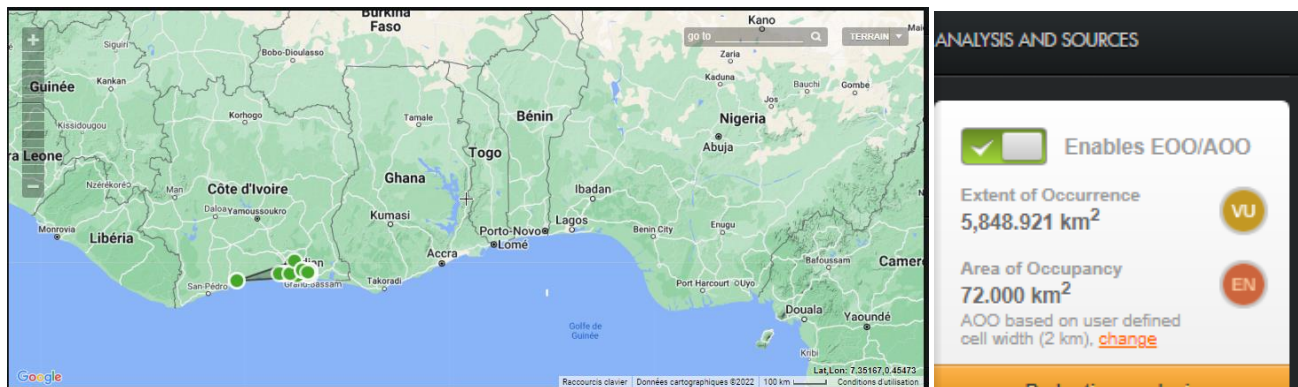 Burkina
Faso
Kano
go to
TERRAIN
Siguiri
Bobo-Dioulasso
Zaria
Guinée
Kankan
Kaduna
Bauchi
Gombe
Jos
Korhogo
Tamale
Bénin
Nigeria
Kissidougou
Abuja
ra Leone
Togo
Nzérékoré
Man
Côte d'Ivoire
Ghana
Ibadan
Daloa
Yamoussoukro
Kumasi
Porto-Novo
Lagos
Benin City
Enugu
Monrovia
Libéria
Lomé
Accra
Bafoussam
Camer
San-Pédro
Grand-Bassam
Takoradi
Port Harcourt
Uyo
Douala
Yaoundé
Golfe de
Guinée
Kribi
Lat,Lon: 7.35167,0.45473
Google
Raccourcis clavier
Données cartographiques ©2022
100 km
Conditions d'utilisation
ANALYSIS AND SOURCES
Enables EOO/AOO
Extent of Occurrence
5,848.921 km²
VU
Area of Occupancy
72.000 km²
EN
AOO based on user defined
cell width (2 km), change